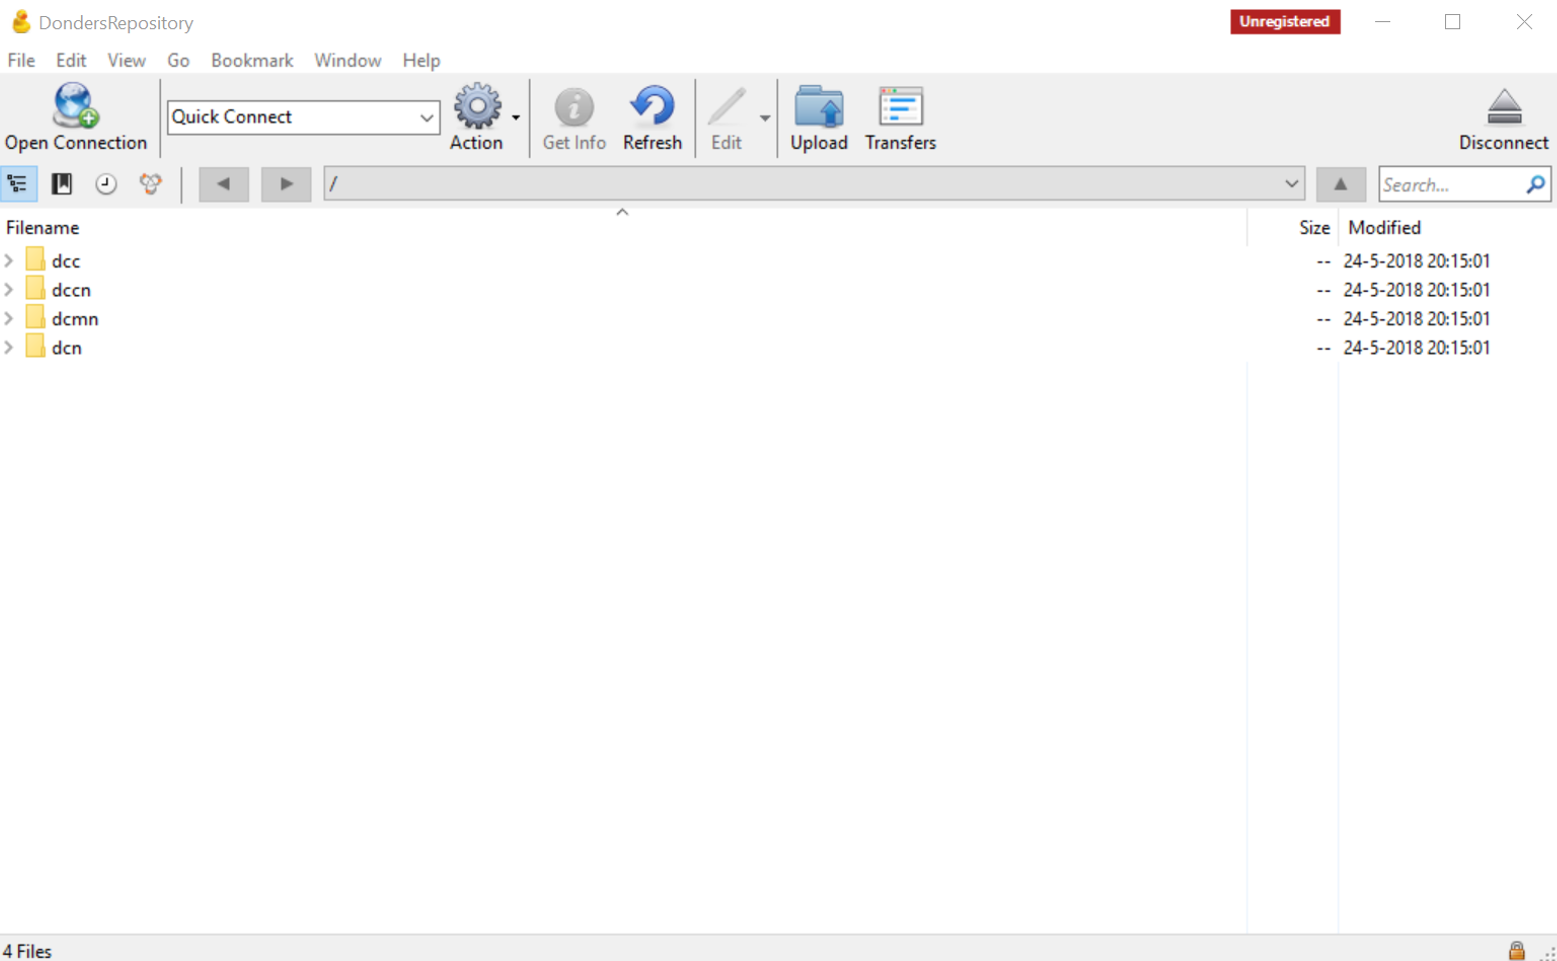 DondersRepository
Unregistered
File Edit View Go Bookmark Window Help
Quick Connect
Open Connection Action Get Info Refresh Edit Upload Transfers Disconnect
/ Search...
Filename Size Modified
dcc -- 24-5-2018 20:15:01
dccn -- 24-5-2018 20:15:01
dcmn -- 24-5-2018 20:15:01
dcn -- 24-5-2018 20:15:01
4 Files